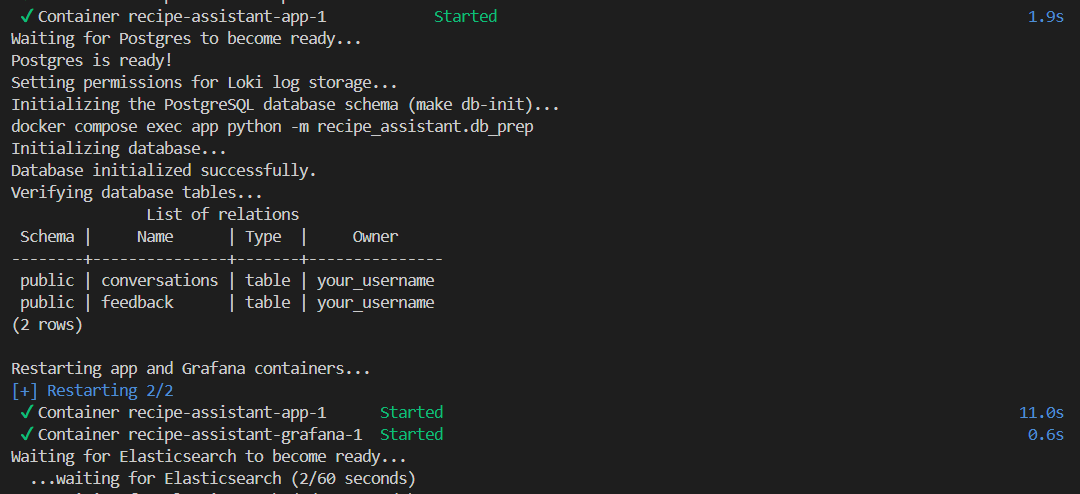 ✓ Container recipe-assistant-app-1 Started 1.9s
Waiting for Postgres to become ready...
Postgres is ready!
Setting permissions for Loki log storage...
Initializing the PostgreSQL database schema (make db-init)...
docker compose exec app python -m recipe_assistant.db_prep
Initializing database...
Database initialized successfully.
Verifying database tables...
List of relations
Schema | Name | Type | Owner
--------+---------------+-------+---------------
public | conversations | table | your_username
public | feedback | table | your_username
(2 rows)
Restarting app and Grafana containers...
[+] Restarting 2/2
✓ Container recipe-assistant-app-1 Started 11.0s
✓ Container recipe-assistant-grafana-1 Started 0.6s
Waiting for Elasticsearch to become ready...
...waiting for Elasticsearch (2/60 seconds)